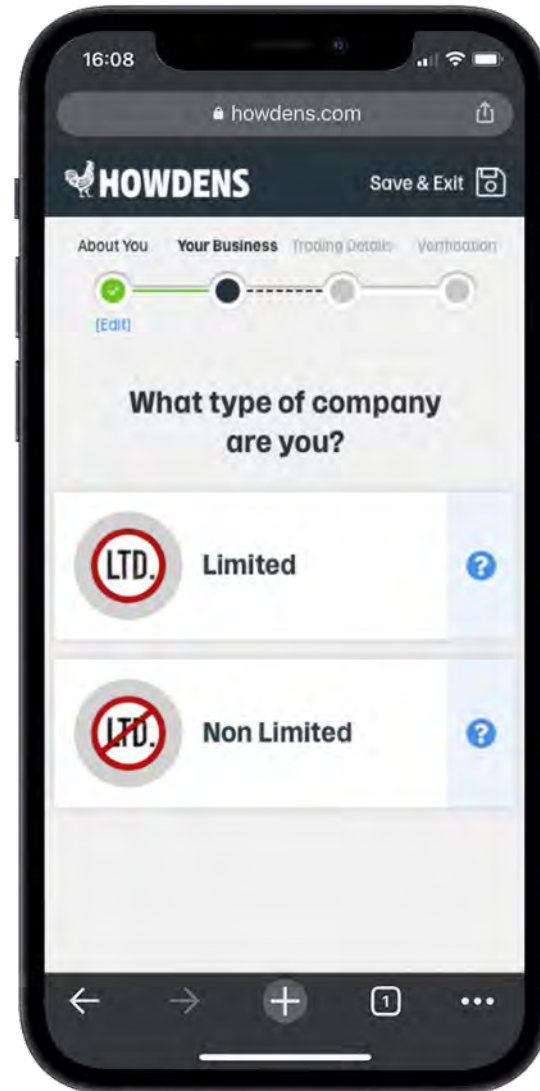 16:08
howdens.com
HOWDENS
Save & Exit
About You Your Business Trading Details Verification
[Edit]
What type of company
are you?
LTD.
Limited
?
LTD.
Non Limited
?
1